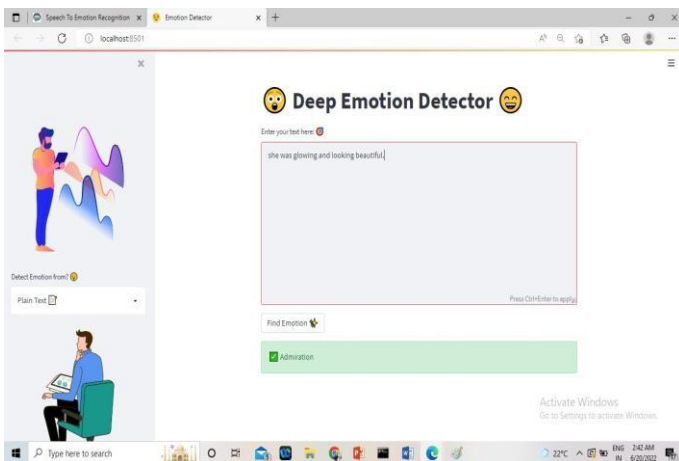 Speech To Emotion Recognition
Emotion Detector
localhost:8501
Deep Emotion Detector
Enter your text here:
she was glowing and looking beautiful.
Press Ctrl+Enter to apply
Detect Emotion from?
Plain Text
Find Emotion
Admiration
Activate Windows
Go to Settings to activate Windows.
Type here to search
22°C
ENG
IN
2:42 AM
6/20/2022